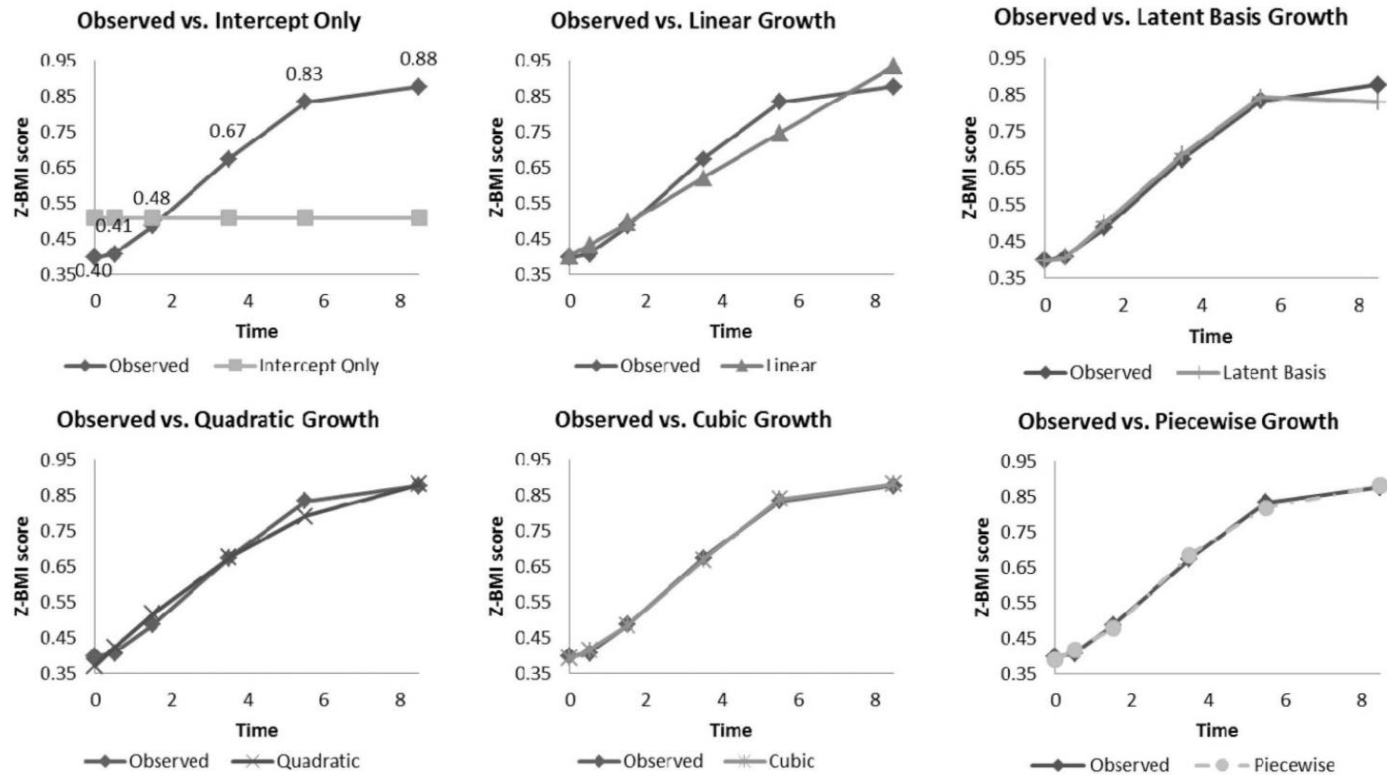 Observed vs. Intercept Only
0.95
0.85
0.75
0.65
0.55
0.45
0.35
Z-BMI score
0.40
0.41
0.48
0.67
0.83
0.88
0 2 4 6 8
Time
Observed Intercept Only
Observed vs. Linear Growth
0.95
0.85
0.75
0.65
0.55
0.45
0.35
Z-BMI score
0 2 4 6 8
Time
Observed Linear
Observed vs. Latent Basis Growth
0.95
0.85
0.75
0.65
0.55
0.45
0.35
Z-BMI score
0 2 4 6 8
Time
Observed Latent Basis
Observed vs. Quadratic Growth
0.95
0.85
0.75
0.65
0.55
0.45
0.35
Z-BMI score
0 2 4 6 8
Time
Observed Quadratic
Observed vs. Cubic Growth
0.95
0.85
0.75
0.65
0.55
0.45
0.35
Z-BMI score
0 2 4 6 8
Time
Observed Cubic
Observed vs. Piecewise Growth
0.95
0.85
0.75
0.65
0.55
0.45
0.35
Z-BMI score
0 2 4 6 8
Time
Observed Piecewise